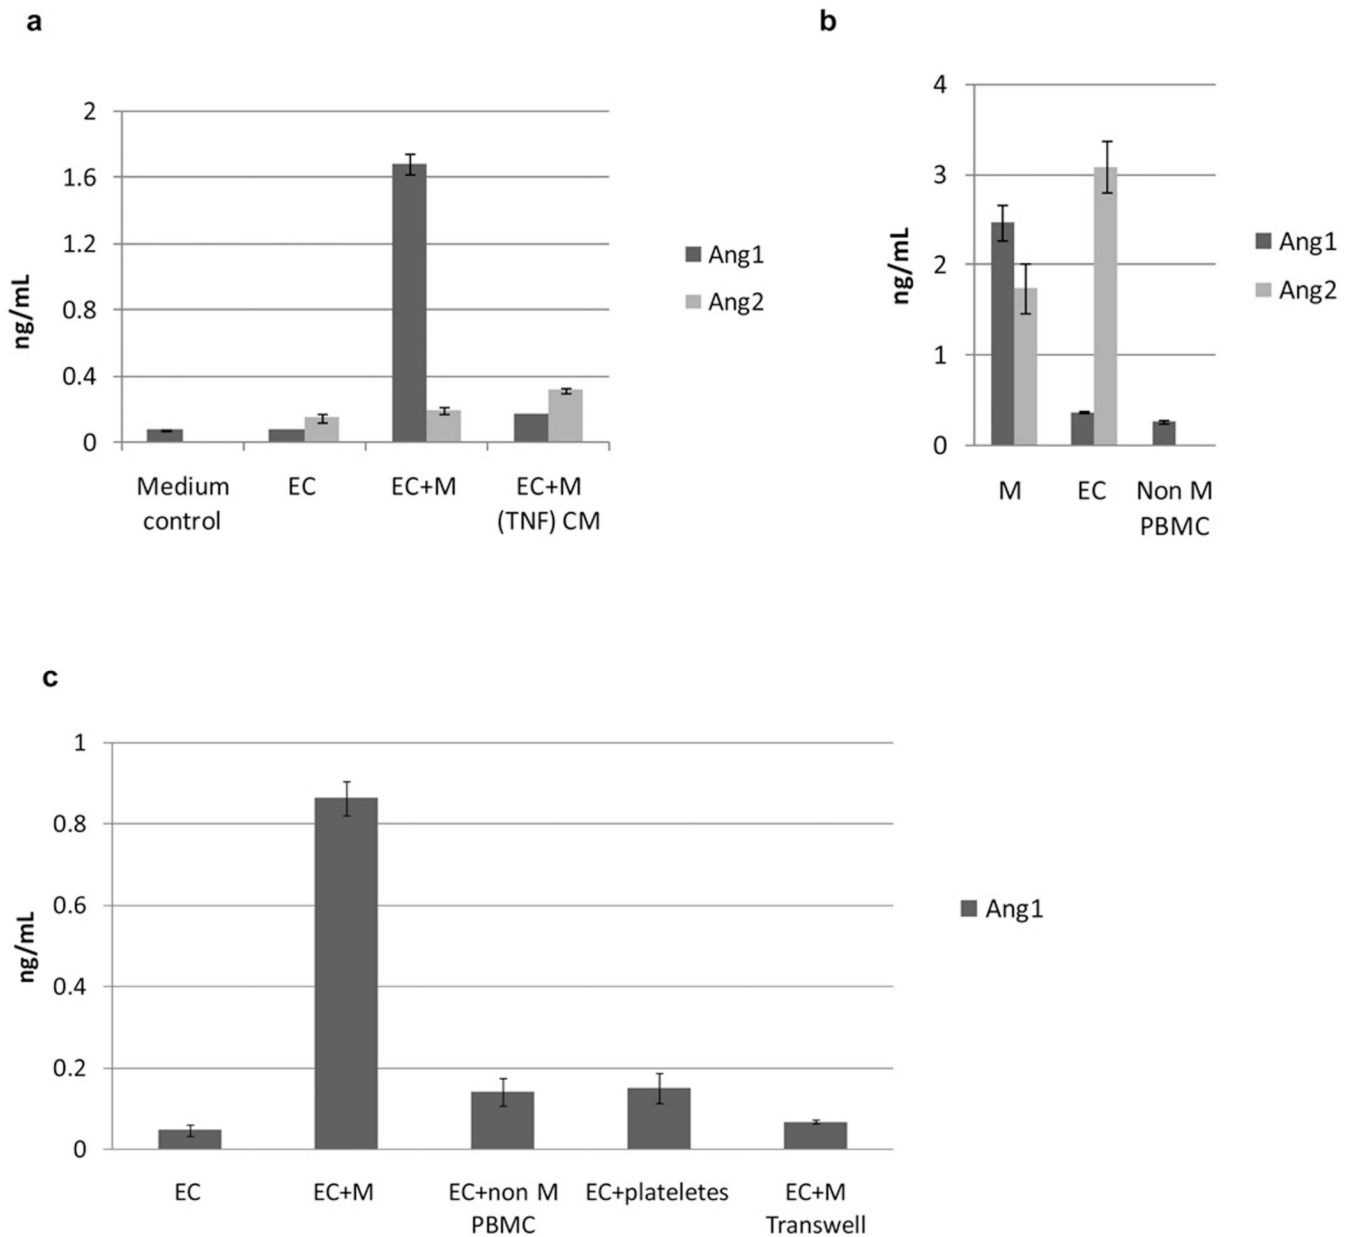 a
2
1.6
1.2
0.8
0.4
0
ng/mL
Medium control
EC
EC+M
EC+M (TNF) CM
Ang1
Ang2
b
4
3
2
1
0
ng/mL
M
EC
Non M PBMC
Ang1
Ang2
c
1
0.8
0.6
0.4
0.2
0
ng/mL
EC
EC+M
EC+non M PBMC
EC+plateletes
EC+M Transwell
Ang1